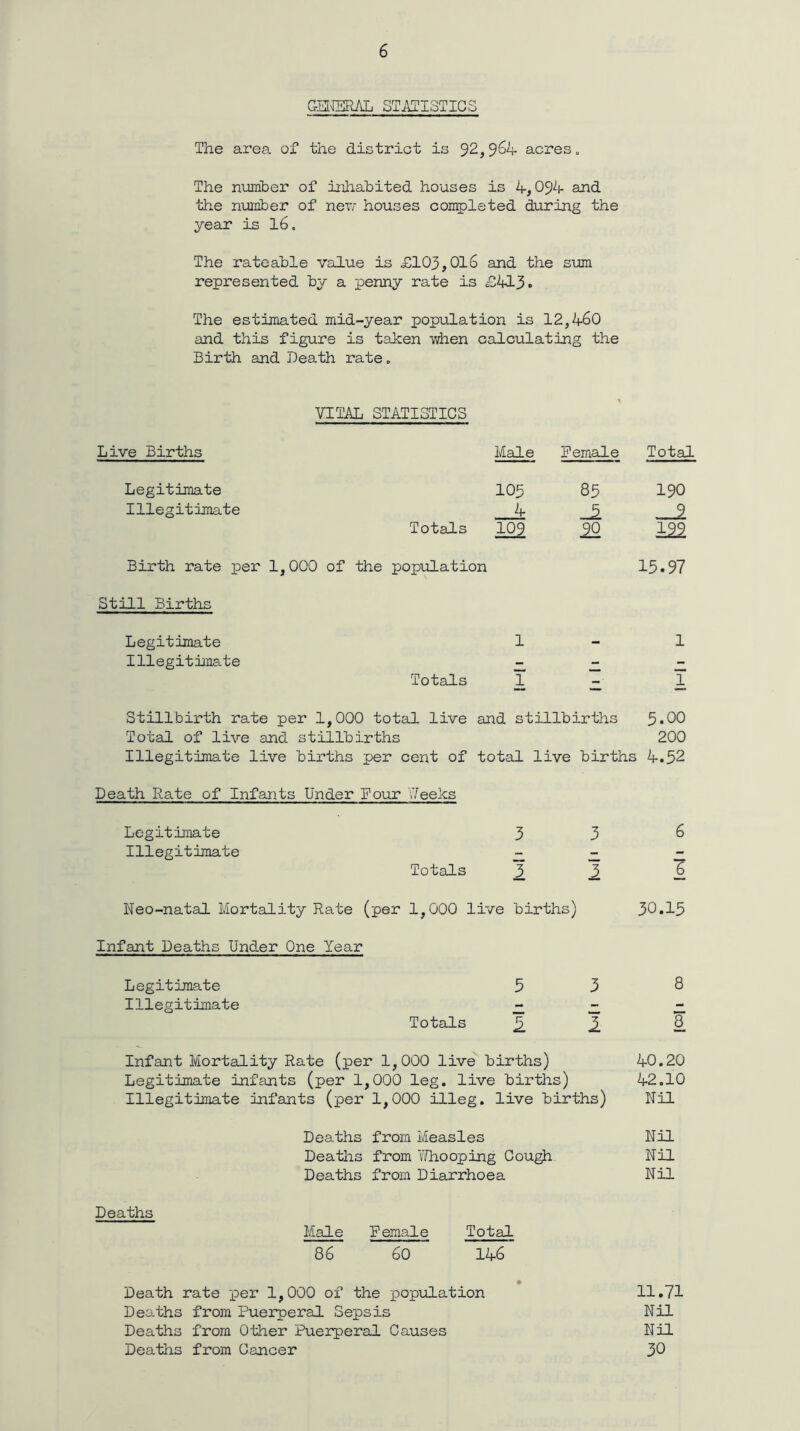 6
GENERAL STATISTICS
The area of the district is 92,964 acres.
The number of inhabited houses is 4,094 and
the number of new houses completed during the
year is 16.
The rateable value is £103,016 and the sum
represented by a penny rate is £413.
The estimated mid-year population is 12,460
and this figure is taken when calculating the
Birth and Death rate.
VITAL STATISTICS
Live Births Male Female Total
Legitimate 105 85 190
Illegitimate 4 5 9
Totals 109 90 199
Birth rate per 1,000 of the population 15.97
Still Births
Legitimate 1 - 1
Illegitimate - - -
Totals 1 - 1
Stillbirth rate per 1,000 total live and stillbirths 5.00
Total of live and stillbirths 200
Illegitimate live births per cent of total live births 4.52
Death Rate of Infants Under Four Weeks
Legitimate 3 3 6
Illegitimate - - -
Totals 3 3 6
Neo-natal Mortality Rate (per 1,000 live births) 30.15
Infant Deaths Under One Year
Legitimate 5 3 8
Illegitimate - - -
Totals 5 3 8
Infant Mortality Rate (per 1,000 live births) 40.20
Legitimate infants (per 1,000 leg. live births) 42.10
Illegitimate infants (per 1,000 illeg. live births) Nil
Deaths from Measles Nil
Deaths from Whooping Cough Nil
Deaths from Diarrhoea Nil
Deaths
Male Female Total
86 60 146
Death rate per 1,000 of the population 11.71
Deaths from Puerperal Sepsis Nil
Deaths from Other Puerperal Causes Nil
Deaths from Cancer 30